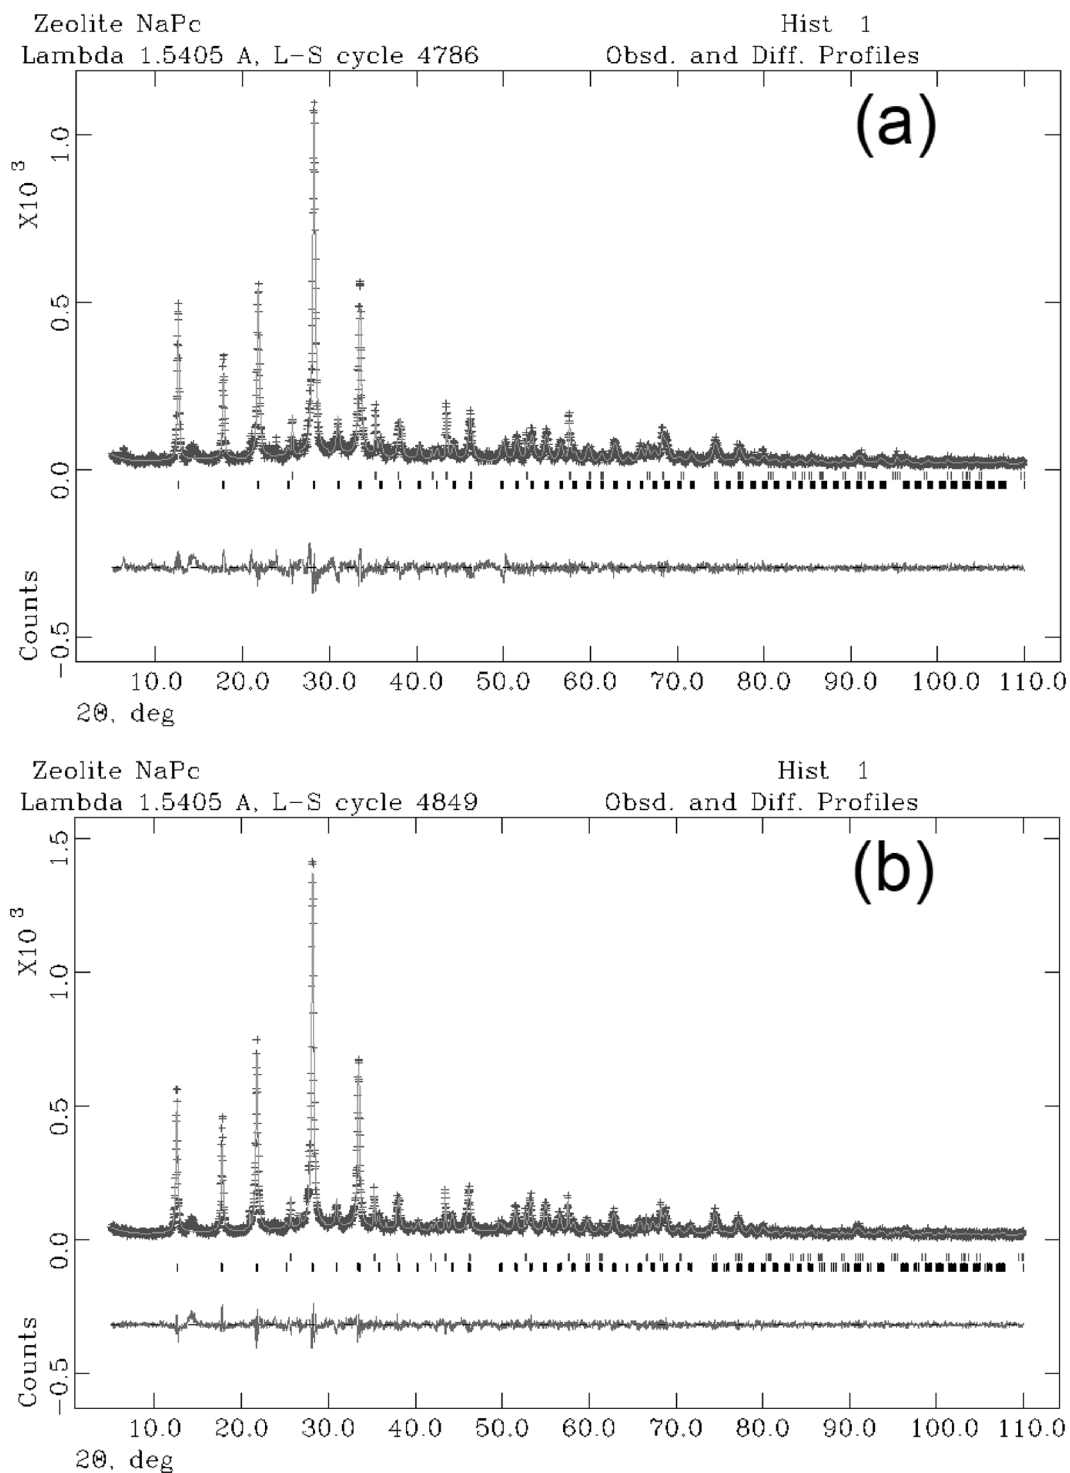 Zeolite NaPc Hist 1
Lambda 1.5405 A, L-S cycle 4786 Obsd. and Diff. Profiles
(a)
X10 3
1.0
0.5
0.0
-0.5
Counts
10.0 20.0 30.0 40.0 50.0 60.0 70.0 80.0 90.0 100.0 110.0
2Θ, deg
Zeolite NaPc Hist 1
Lambda 1.5405 A, L-S cycle 4849 Obsd. and Diff. Profiles
(b)
X10 3
1.5
1.0
0.5
0.0
-0.5
Counts
10.0 20.0 30.0 40.0 50.0 60.0 70.0 80.0 90.0 100.0 110.0
2Θ, deg